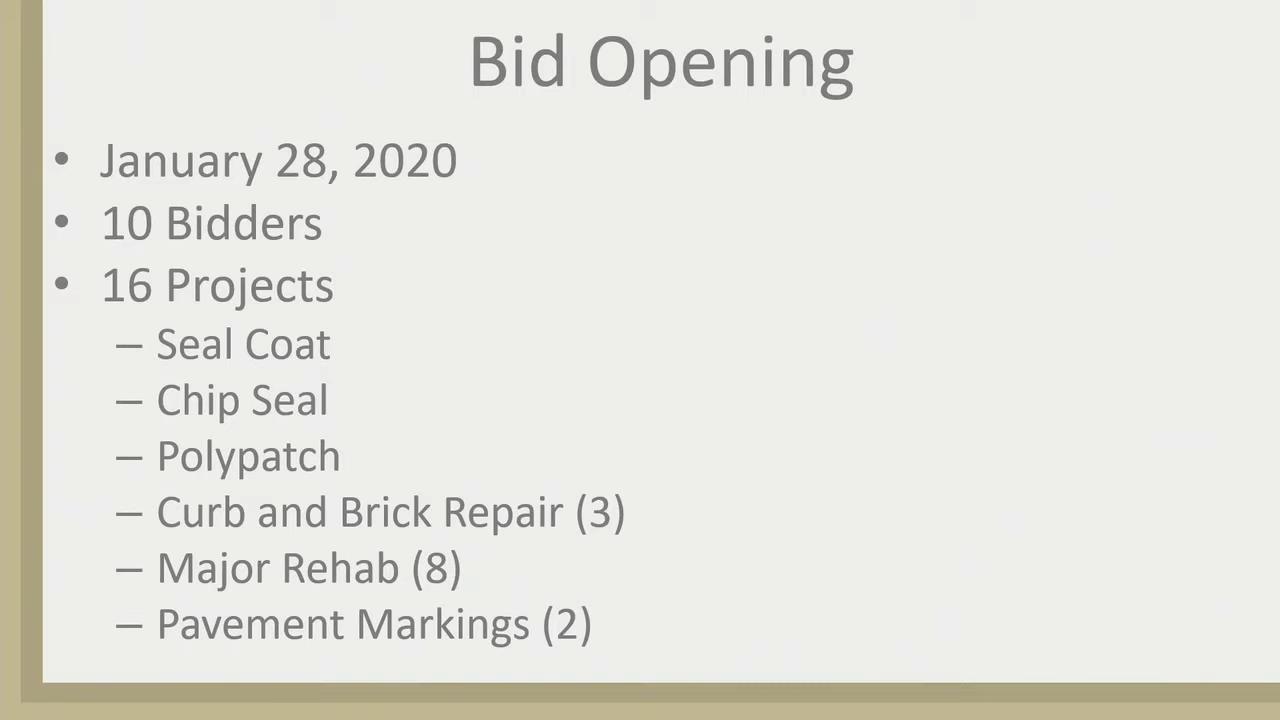 Bid Opening
• January 28, 2020
• 10 Bidders
• 16 Projects
– Seal Coat
– Chip Seal
– Polypatch
– Curb and Brick Repair (3)
– Major Rehab (8)
– Pavement Markings (2)